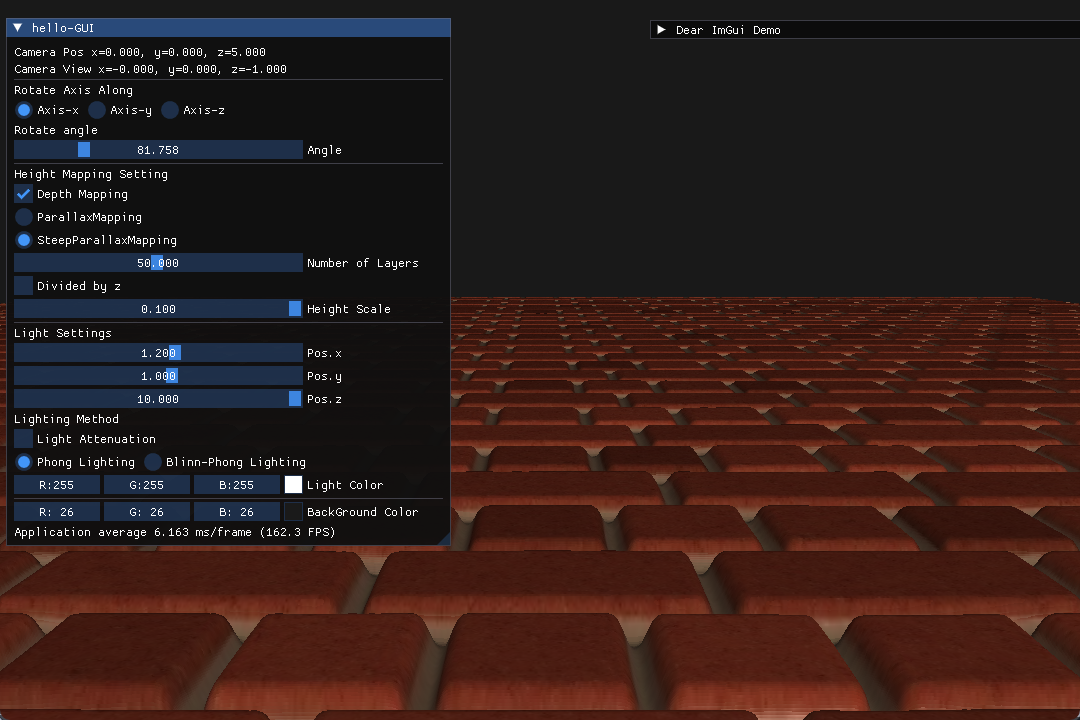 hello-GUI
Dear ImGui Demo
Camera Pos x=0.000, y=0.000, z=5.000
Camera View x=-0.000, y=0.000, z=-1.000
Rotate Axis Along
Axis-x Axis-y Axis-z
Rotate angle
81.758 Angle
Height Mapping Setting
Depth Mapping
ParallaxMapping
SteepParallaxMapping
50.000 Number of Layers
Divided by z
0.100 Height Scale
Light Settings
1.200 Pos.x
1.000 Pos.y
10.000 Pos.z
Lighting Method
Light Attenuation
Phong Lighting Blinn-Phong Lighting
R:255 G:255 B:255 Light Color
R: 26 G: 26 B: 26 BackGround Color
Application average 6.163 ms/frame (162.3 FPS)